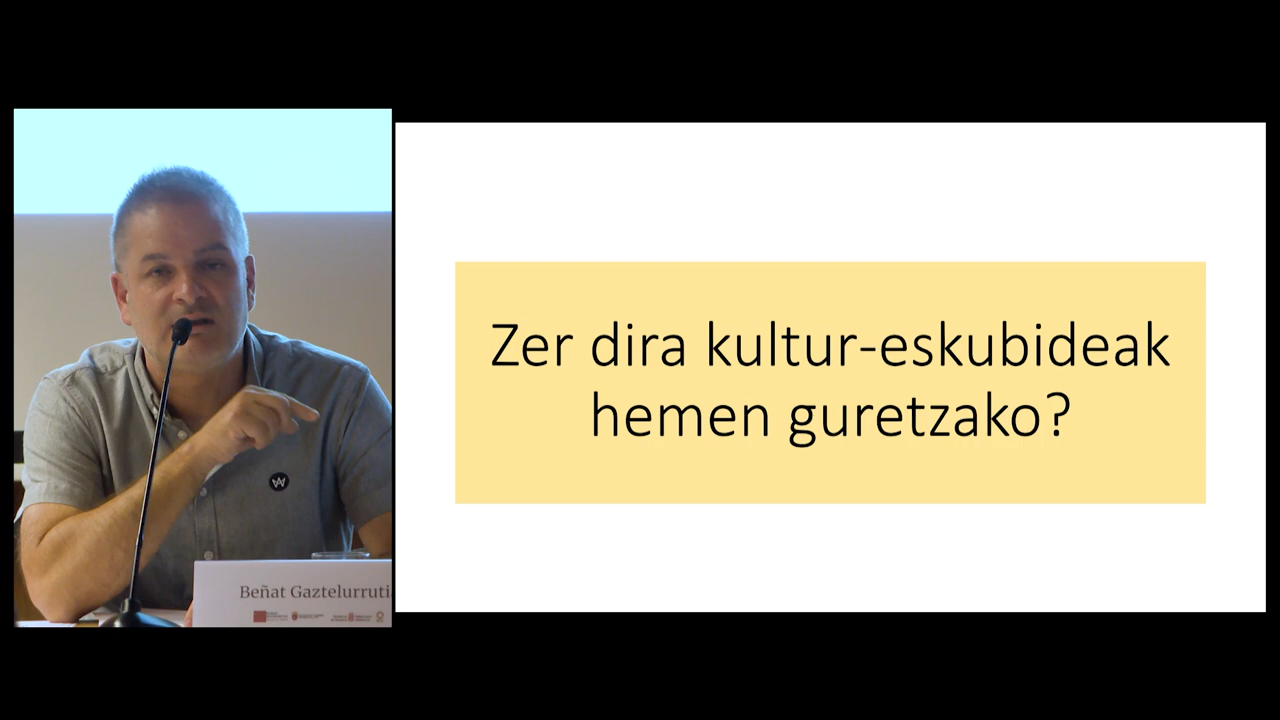 Zer dira kultur-eskubideak
hemen guretzako?
Beñat Gaztelurruti